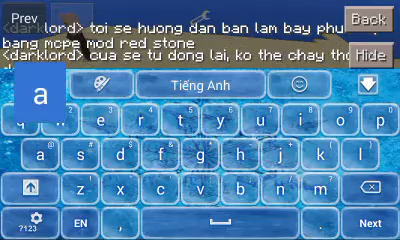 Prev
Back
<darklord> toi se huong dan ban lam bay phu
bang mcpe mod red stone
<darklord> cua se tu dong lai, ko the chay
Hide
a
Tiếng Anh
q w e r t y u i o p
a s d f g h j k l
z x c v b n m
?123 EN , . Next